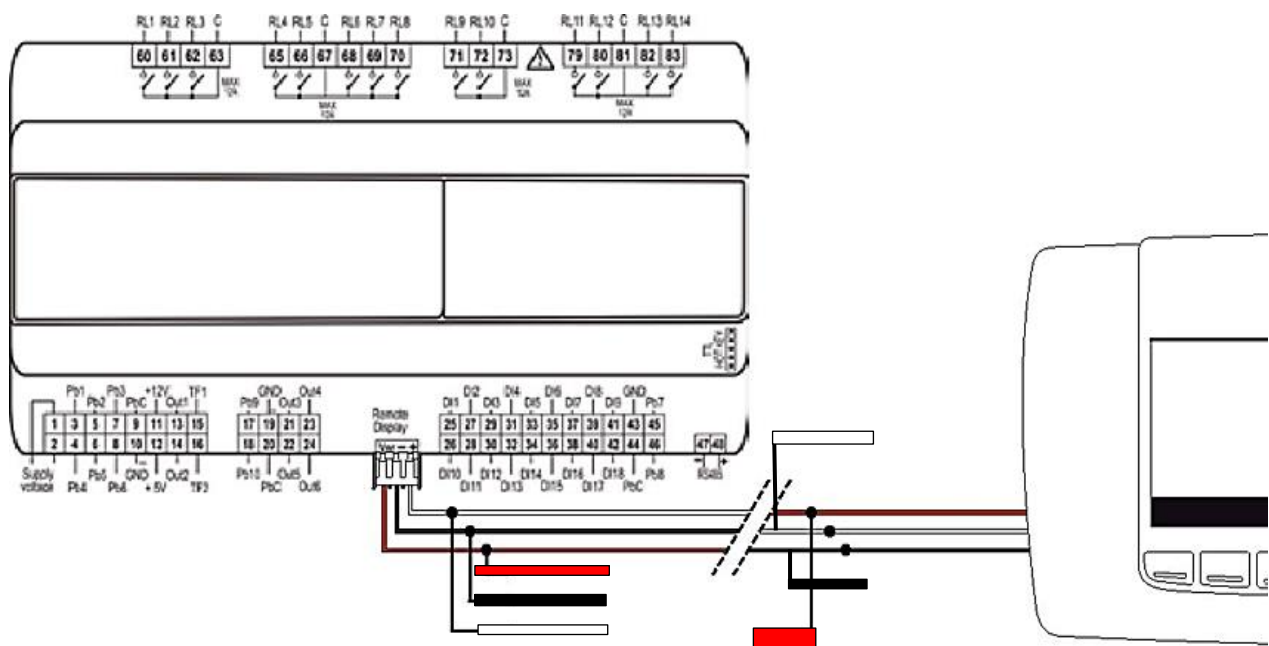 RL1 RL2 RL3 C RL4 RL5 C RL6 RL7 RL8 RL9 RL10 C RL11 RL12 C RL13 RL14
60 61 62 63 65 66 67 68 69 70 71 72 73 79 80 81 82 83
MAX
12A
MAX
MAX
12A
MAX
12A
HOT KEY
Pb1 Pb3 +12V TF1 GND Out4 DI2 DI4 DI6 DI8 GND
Pb2 PbC Out1 Pb9 Out3 DI1 DI3 DI5 DI7 DI9 Pb7
Remote
Display
1 3 5 7 9 11 13 15 17 19 21 23 25 27 29 31 33 35 37 39 41 43 45
2 4 6 8 10 12 14 16 18 20 22 24 26 28 30 32 34 36 38 40 42 44 46 47 48
- +
Supply
voltage
Pb5 GND Out2 Pb10 Out5 DI10 DI12 DI14 DI16 DI18 Pb8 RS485
Pb4 Pb6 +5V TF2 PbC Out6 DI11 DI13 DI15 DI17 PbC